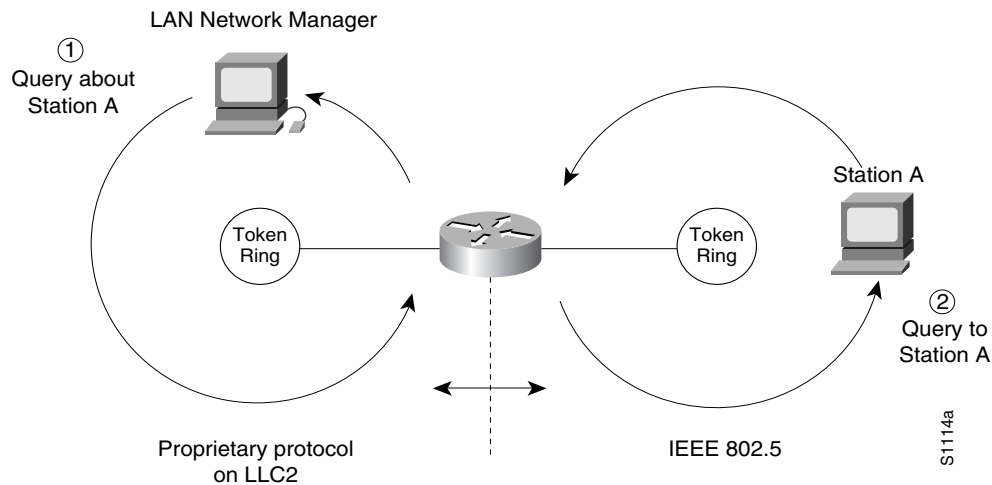 LAN Network Manager
①
Query about
Station A
Station A
Token
Ring
Token
Ring
②
Query to
Station A
Proprietary protocol
on LLC2
IEEE 802.5
S1114a